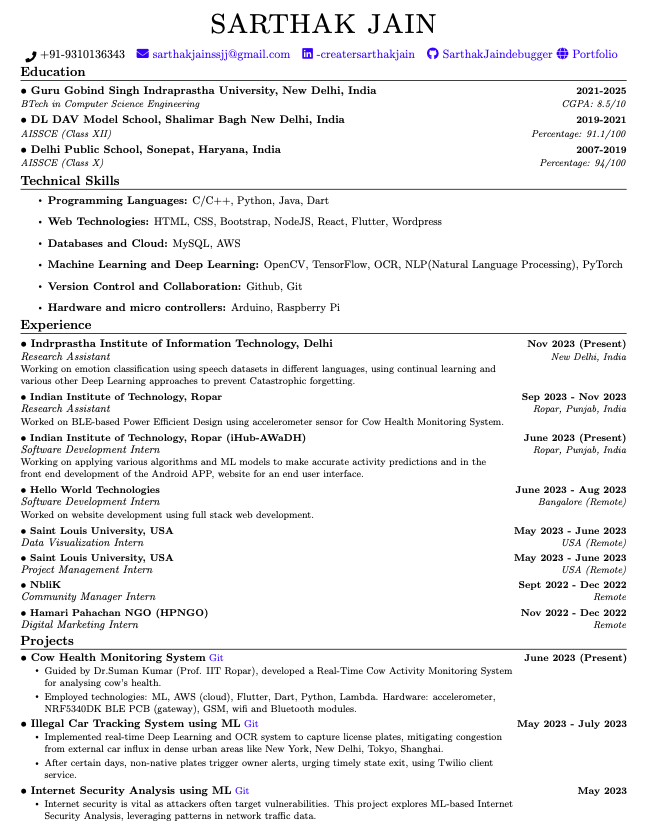 SARTHAK JAIN
+91-9310136343 sarthakjainssjj@gmail.com -creatersarthakjain SarthakJaindebugger Portfolio
Education
• Guru Gobind Singh Indraprastha University, New Delhi, India 2021-2025
BTech in Computer Science Engineering CGPA: 8.5/10
• DL DAV Model School, Shalimar Bagh New Delhi, India 2019-2021
AISSCE (Class XII) Percentage: 91.1/100
• Delhi Public School, Sonepat, Haryana, India 2007-2019
AISSCE (Class X) Percentage: 94/100
Technical Skills
• Programming Languages: C/C++, Python, Java, Dart
• Web Technologies: HTML, CSS, Bootstrap, NodeJS, React, Flutter, Wordpress
• Databases and Cloud: MySQL, AWS
• Machine Learning and Deep Learning: OpenCV, TensorFlow, OCR, NLP(Natural Language Processing), PyTorch
• Version Control and Collaboration: Github, Git
• Hardware and micro controllers: Arduino, Raspberry Pi
Experience
• Indrprastha Institute of Information Technology, Delhi Nov 2023 (Present)
Research Assistant New Delhi, India
Working on emotion classification using speech datasets in different languages, using continual learning and
various other Deep Learning approaches to prevent Catastrophic forgetting.
• Indian Institute of Technology, Ropar Sep 2023 - Nov 2023
Research Assistant Ropar, Punjab, India
Worked on BLE-based Power Efficient Design using accelerometer sensor for Cow Health Monitoring System.
• Indian Institute of Technology, Ropar (iHub-AWaDH) June 2023 (Present)
Software Development Intern Ropar, Punjab, India
Working on applying various algorithms and ML models to make accurate activity predictions and in the
front end development of the Android APP, website for an end user interface.
• Hello World Technologies June 2023 - Aug 2023
Software Development Intern Bangalore (Remote)
Worked on website development using full stack web development.
• Saint Louis University, USA May 2023 - June 2023
Data Visualization Intern USA (Remote)
• Saint Louis University, USA May 2023 - June 2023
Project Management Intern USA (Remote)
• NbliK Sept 2022 - Dec 2022
Community Manager Intern Remote
• Hamari Pahachan NGO (HPNGO) Nov 2022 - Dec 2022
Digital Marketing Intern Remote
Projects
• Cow Health Monitoring System Git June 2023 (Present)
• Guided by Dr.Suman Kumar (Prof. IIT Ropar), developed a Real-Time Cow Activity Monitoring System
for analysing cow's health.
• Employed technologies: ML, AWS (cloud), Flutter, Dart, Python, Lambda. Hardware: accelerometer,
NRF5340DK BLE PCB (gateway), GSM, wifi and Bluetooth modules.
• Illegal Car Tracking System using ML Git May 2023 - July 2023
• Implemented real-time Deep Learning and OCR system to capture license plates, mitigating congestion
from external car influx in dense urban areas like New York, New Delhi, Tokyo, Shanghai.
• After certain days, non-native plates trigger owner alerts, urging timely state exit, using Twilio client
service.
• Internet Security Analysis using ML Git May 2023
• Internet security is vital as attackers often target vulnerabilities. This project explores ML-based Internet
Security Analysis, leveraging patterns in network traffic data.